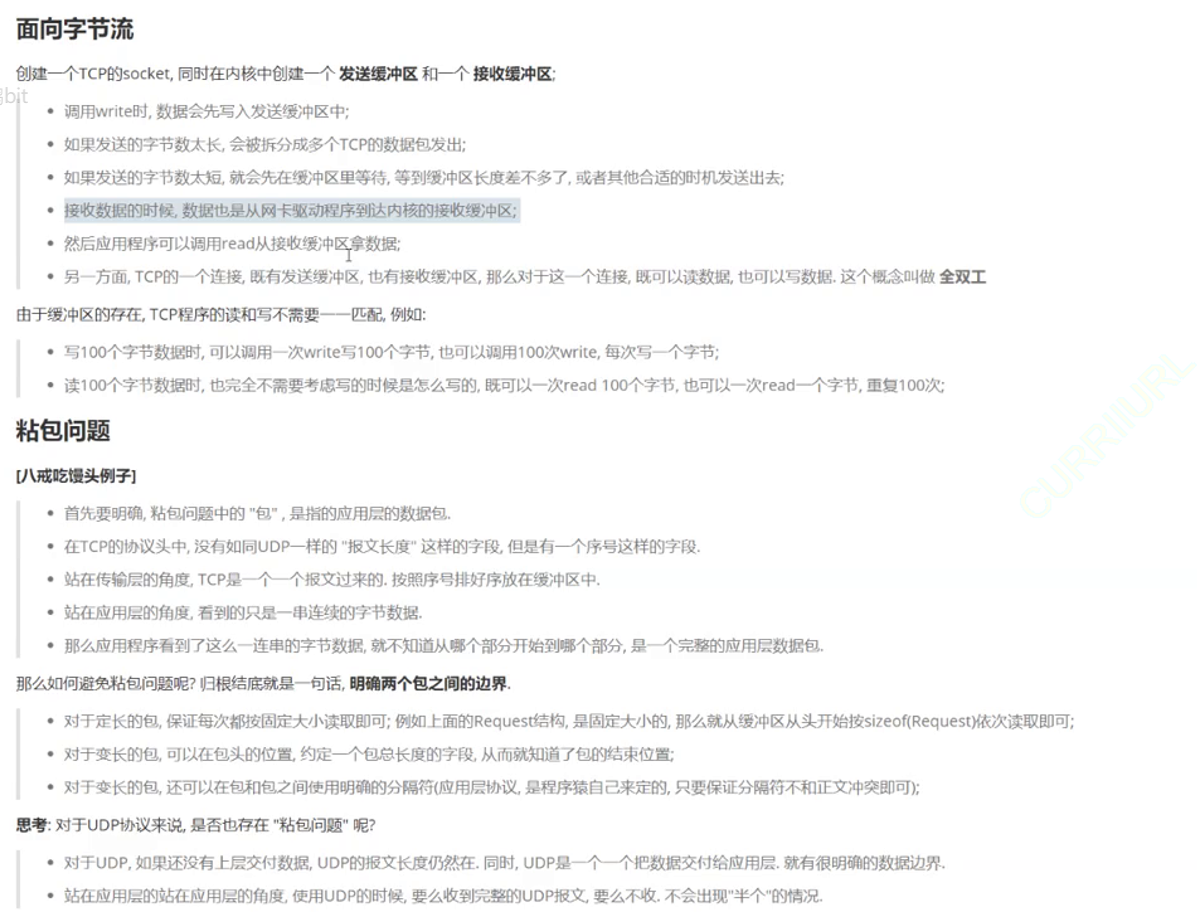 面向字节流
创建一个TCP的socket, 同时在内核中创建一个 发送缓冲区 和一个 接收缓冲区;
bit
• 调用write时, 数据会先写入发送缓冲区中;
• 如果发送的字节数太长, 会被拆分成多个TCP的数据包发出;
• 如果发送的字节数太短, 就会先在缓冲区里等待, 等到缓冲区长度差不多了, 或者其他合适的时机发送出去;
• 接收数据的时候, 数据也是从网卡驱动程序到达内核的接收缓冲区;
• 然后应用程序可以调用read从接收缓冲区拿数据;
• 另一方面, TCP的一个连接, 既有发送缓冲区, 也有接收缓冲区, 那么对于这一个连接, 既可以读数据, 也可以写数据. 这个概念叫做 全双工
由于缓冲区的存在, TCP程序的读和写不需要一一匹配, 例如:
• 写100个字节数据时, 可以调用一次write写100个字节, 也可以调用100次write, 每次写一个字节;
• 读100个字节数据时, 也完全不需要考虑写的时候是怎么写的, 既可以一次read 100个字节, 也可以一次read一个字节, 重复100次;
粘包问题
[八戒吃馒头例子]
• 首先要明确, 粘包问题中的 "包" , 是指的应用层的数据包.
• 在TCP的协议头中, 没有如同UDP一样的 "报文长度" 这样的字段, 但是有一个序号这样的字段.
• 站在传输层的角度, TCP是一个一个报文过来的. 按照序号排好序放在缓冲区中.
• 站在应用层的角度, 看到的只是一串连续的字节数据.
• 那么应用程序看到了这么一连串的字节数据, 就不知道从哪个部分开始到哪个部分, 是一个完整的应用层数据包.
那么如何避免粘包问题呢? 归根结底就是一句话, 明确两个包之间的边界.
• 对于定长的包, 保证每次都按固定大小读取即可; 例如上面的Request结构, 是固定大小的, 那么就从缓冲区从头开始按sizeof(Request)依次读取即可;
• 对于变长的包, 可以在包头的位置, 约定一个包总长度的字段, 从而就知道了包的结束位置;
• 对于变长的包, 还可以在包和包之间使用明确的分隔符(应用层协议, 是程序猿自己来定的, 只要保证分隔符不和正文冲突即可);
思考: 对于UDP协议来说, 是否也存在 "粘包问题" 呢?
• 对于UDP, 如果还没有上层交付数据, UDP的报文长度仍然在. 同时, UDP是一个一个把数据交付给应用层. 就有很明确的数据边界.
• 站在应用层的站在应用层的角度, 使用UDP的时候, 要么收到完整的UDP报文, 要么不收. 不会出现"半个"的情况.